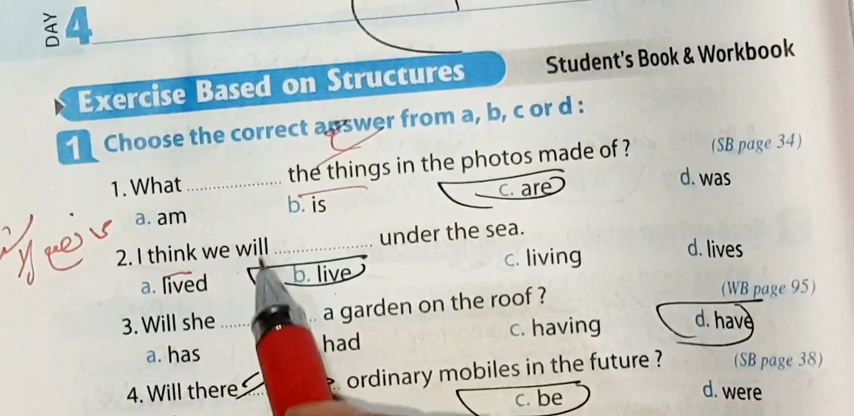 DAY 4
Exercise Based on Structures
Student's Book & Workbook
1 Choose the correct answer from a, b, c or d :
1. What .................... the things in the photos made of ? (SB page 34)
a. am b. is c. are d. was
2. I think we will .................... under the sea.
a. lived b. live c. living d. lives
(WB page 95)
3. Will she .................... a garden on the roof ?
a. has had c. having d. have
4. Will there .................... ordinary mobiles in the future ? (SB page 38)
c. be d. were